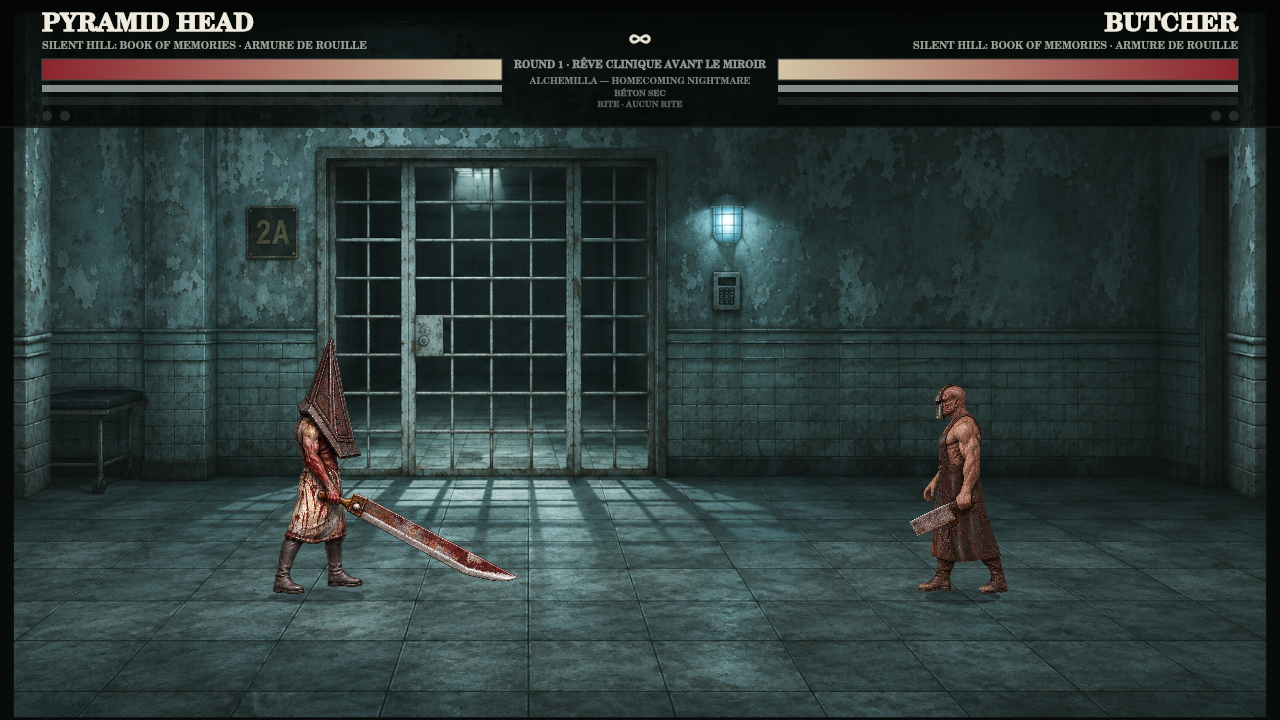 PYRAMID HEAD
SILENT HILL: BOOK OF MEMORIES · ARMURE DE ROUILLE
∞
ROUND 1 · RÊVE CLINIQUE AVANT LE MIROIR
ALCHEMILLA — HOMECOMING NIGHTMARE
BÉTON SEC
RITE · AUCUN RITE
BUTCHER
SILENT HILL: BOOK OF MEMORIES · ARMURE DE ROUILLE
2A